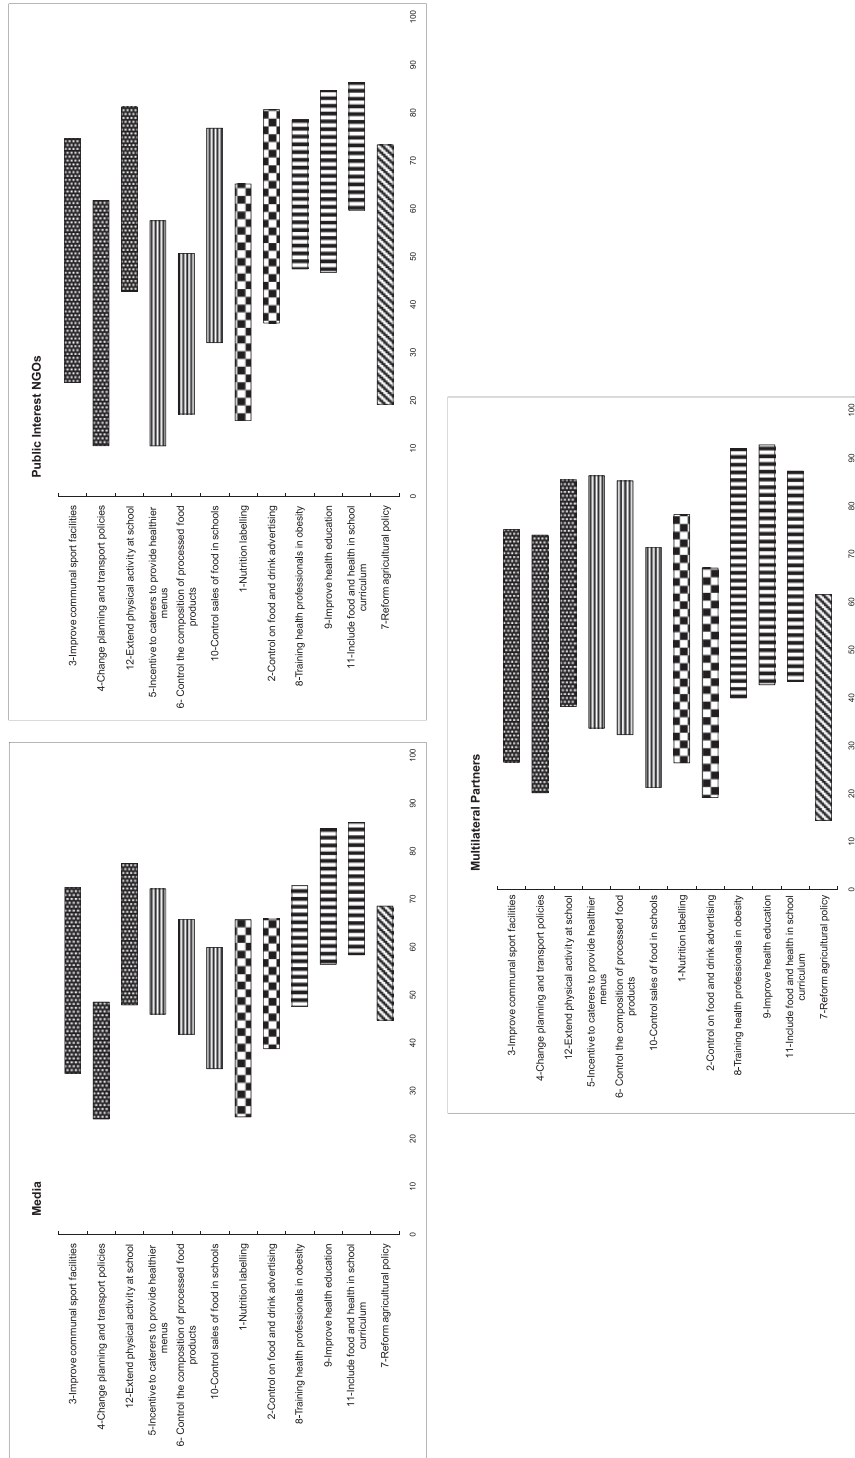 Media
3-Improve communal sport facilities
4-Change planning and transport policies
12-Extend physical activity at school
5-Incentive to caterers to provide healthier
menus
6- Control the composition of processed food
products
10-Control sales of food in schools
1-Nutrition labelling
2-Control on food and drink advertising
8-Training health professionals in obesity
9-Improve health education
11-Include food and health in school
curriculum
7-Reform agricultural policy
0 10 20 30 40 50 60 70 80 90 100
Public Interest NGOs
3-Improve communal sport facilities
4-Change planning and transport policies
12-Extend physical activity at school
5-Incentive to caterers to provide healthier
menus
6- Control the composition of processed food
products
10-Control sales of food in schools
1-Nutrition labelling
2-Control on food and drink advertising
8-Training health professionals in obesity
9-Improve health education
11-Include food and health in school
curriculum
7-Reform agricultural policy
0 10 20 30 40 50 60 70 80 90 100
Multilateral Partners
3-Improve communal sport facilities
4-Change planning and transport policies
12-Extend physical activity at school
5-Incentive to caterers to provide healthier
menus
6- Control the composition of processed food
products
10-Control sales of food in schools
1-Nutrition labelling
2-Control on food and drink advertising
8-Training health professionals in obesity
9-Improve health education
11-Include food and health in school
curriculum
7-Reform agricultural policy
0 10 20 30 40 50 60 70 80 90 100